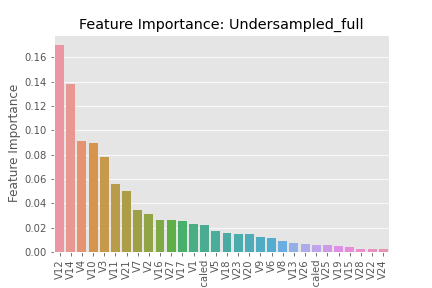 Feature Importance: Undersampled_full
Feature Importance
0.16
0.14
0.12
0.10
0.08
0.06
0.04
0.02
0.00
V12
V14
V4
V10
V3
V11
V21
V7
V2
V16
V27
V17
V1
caled
V5
V18
V23
V20
V9
V6
V8
V13
V26
caled
V25
V19
V15
V28
V22
V24